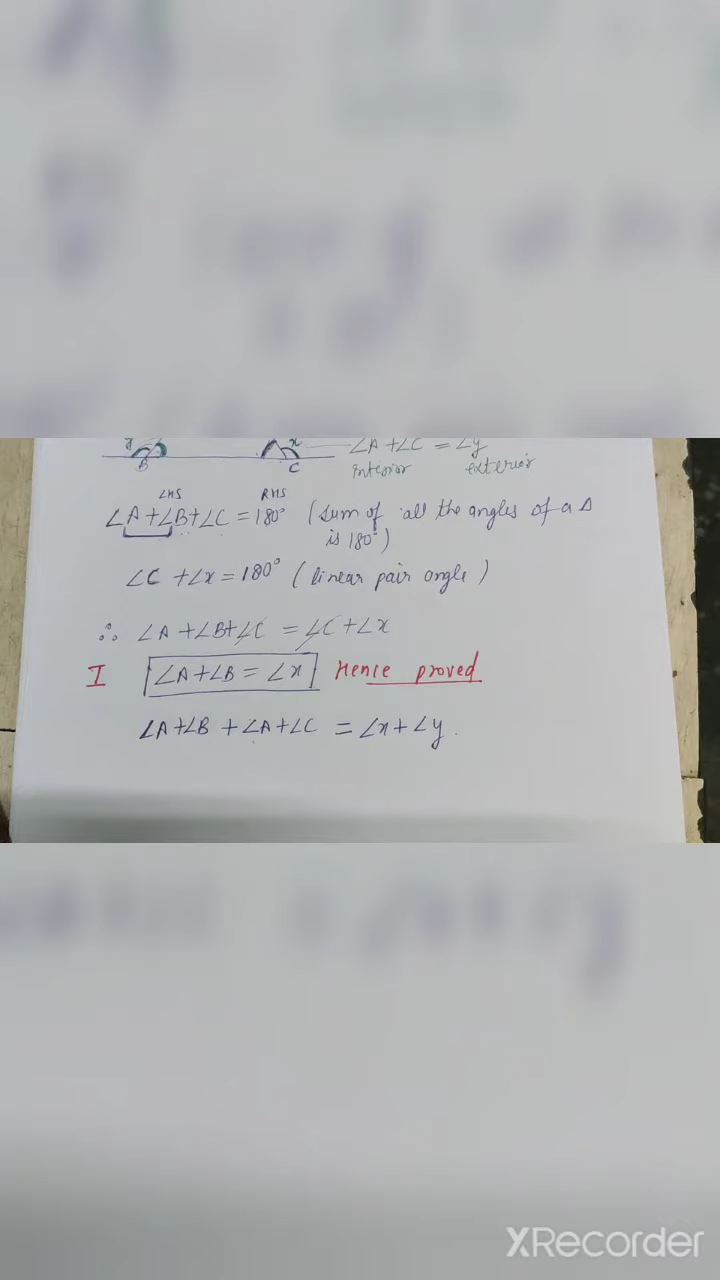 y x ∠A + ∠C = ∠y
B C interior exterior
LHS RHS
∠A + ∠B + ∠C = 180° (Sum of all the angles of a Δ
is 180°)
∠C + ∠x = 180° (linear pair angle)
∴ ∠A + ∠B + ∠C = ∠C + ∠x
I ∠A + ∠B = ∠x Hence proved
∠A + ∠B + ∠A + ∠C = ∠x + ∠y .
XRecorder